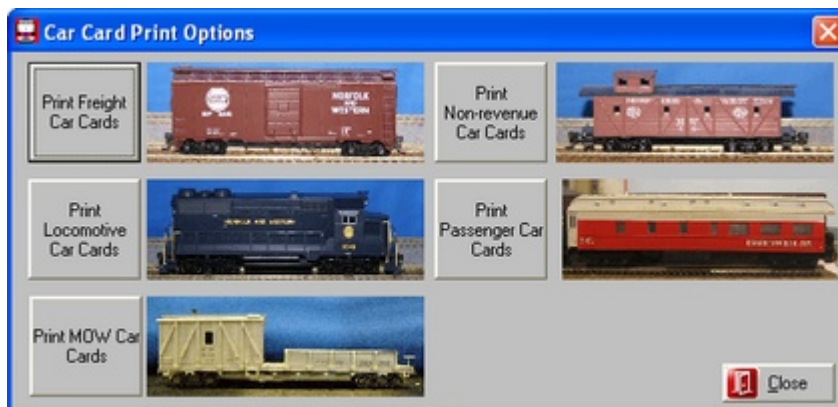 Car Card Print Options
Print Freight
Car Cards
NORFOLK
AND
WESTERN
Print
Non-revenue
Car Cards
Print
Locomotive
Car Cards
NORFOLK AND WESTERN
Print
Passenger Car
Cards
Print MOW Car
Cards
Close